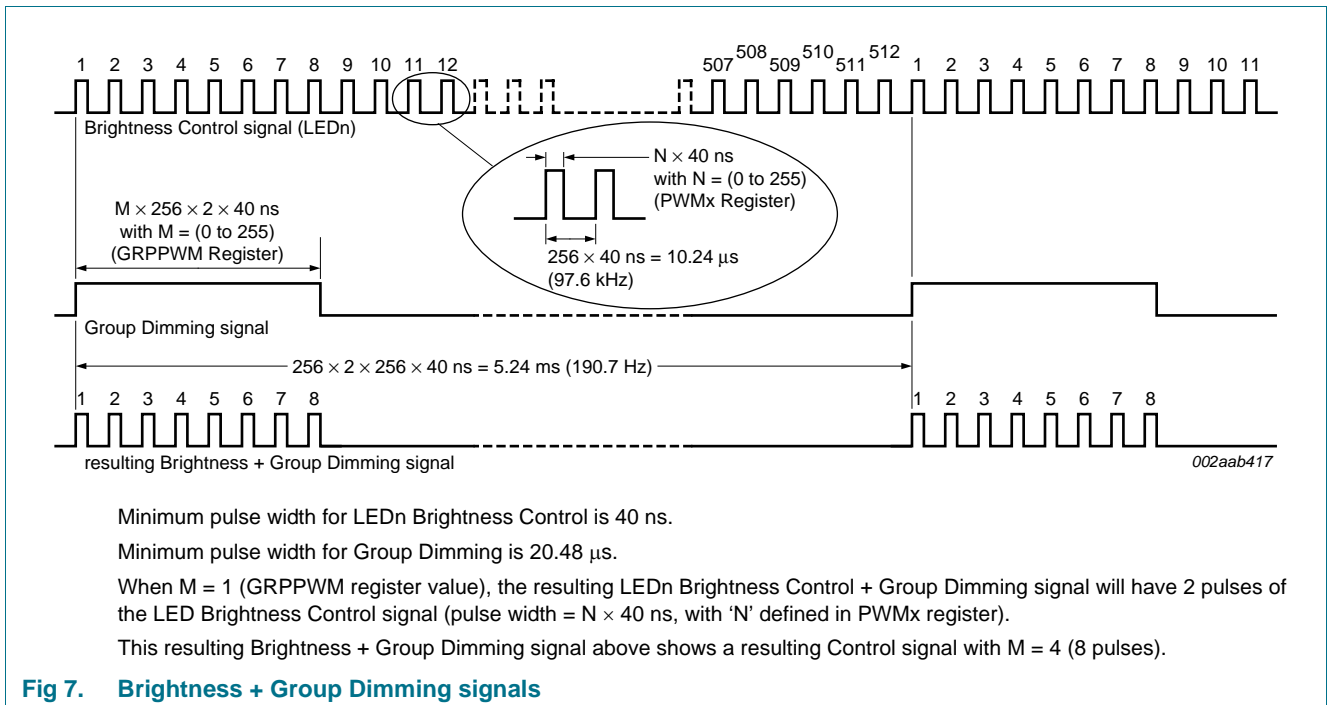 1 2 3 4 5 6 7 8 9 10 11 12 507 508 509 510 511 512 1 2 3 4 5 6 7 8 9 10 11
Brightness Control signal (LEDn)
N × 40 ns
with N = (0 to 255)
(PWMx Register)
M × 256 × 2 × 40 ns
with M = (0 to 255)
(GRPPWM Register)
256 × 40 ns = 10.24 μs
(97.6 kHz)
Group Dimming signal
256 × 2 × 256 × 40 ns = 5.24 ms (190.7 Hz)
1 2 3 4 5 6 7 8 1 2 3 4 5 6 7 8
resulting Brightness + Group Dimming signal
002aab417
Minimum pulse width for LEDn Brightness Control is 40 ns.
Minimum pulse width for Group Dimming is 20.48 μs.
When M = 1 (GRPPWM register value), the resulting LEDn Brightness Control + Group Dimming signal will have 2 pulses of
the LED Brightness Control signal (pulse width = N × 40 ns, with ‘N’ defined in PWMx register).
This resulting Brightness + Group Dimming signal above shows a resulting Control signal with M = 4 (8 pulses).
Fig 7. Brightness + Group Dimming signals